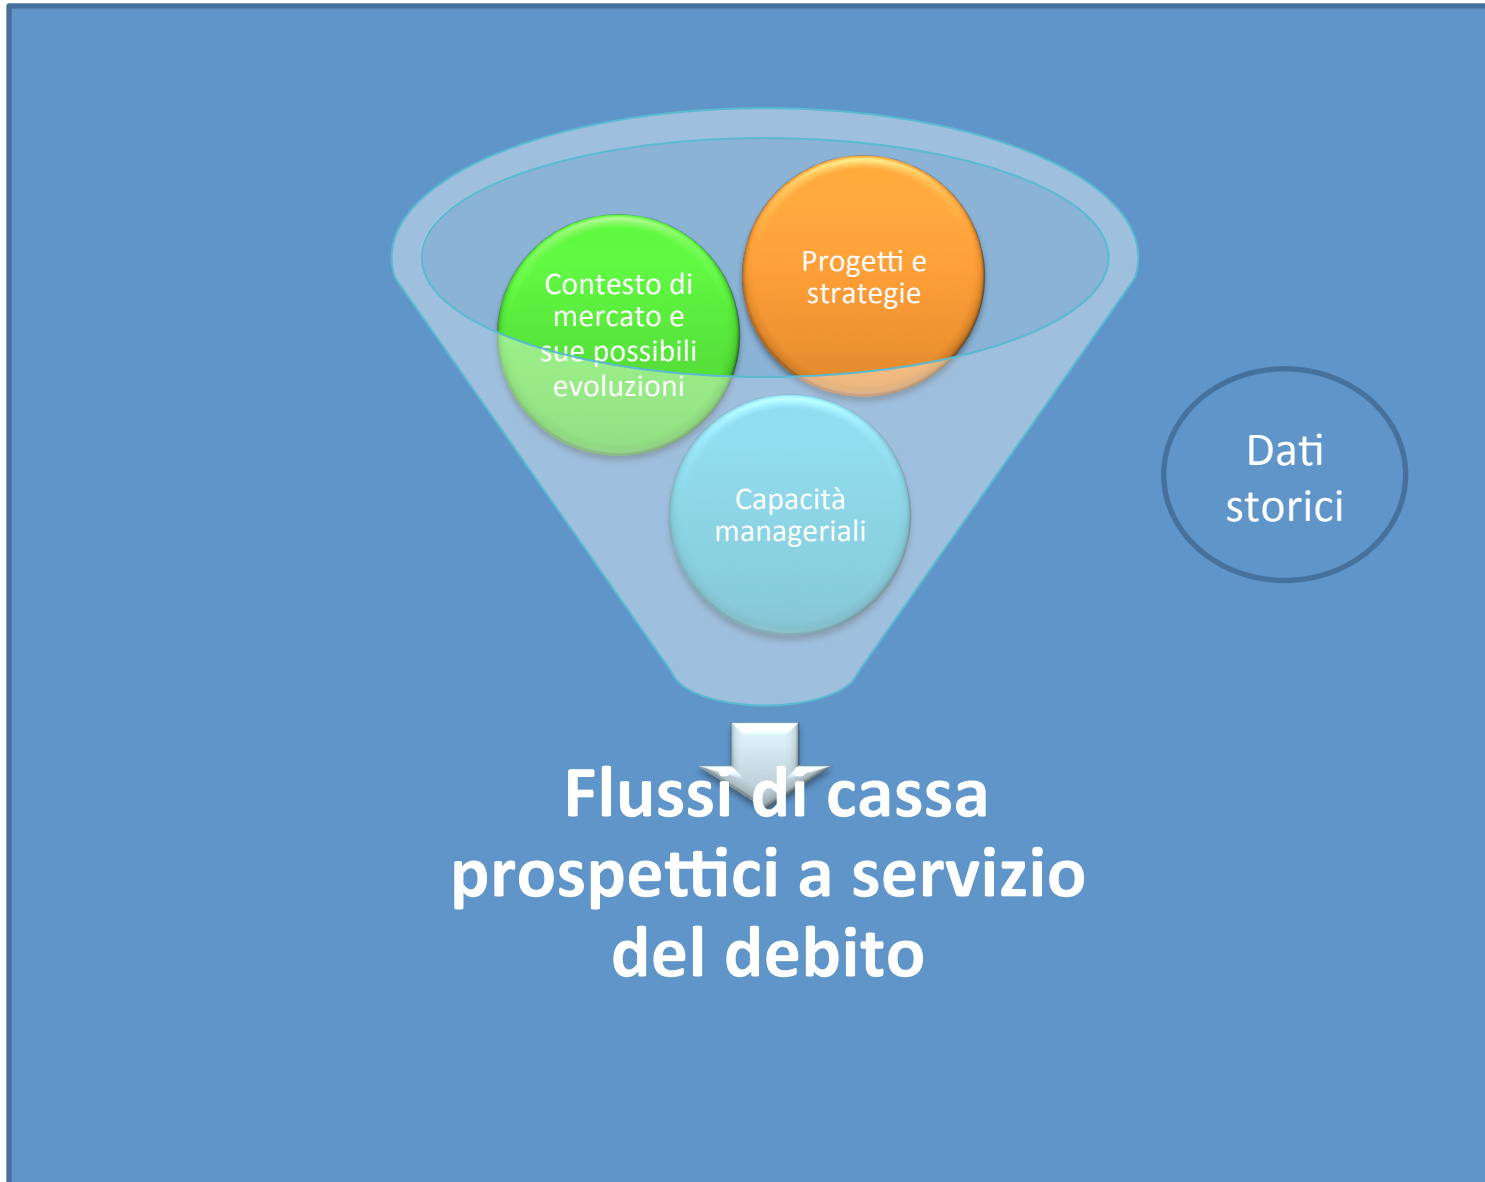 Progetti e
strategie
Contesto di
mercato e
sue possibili
evoluzioni
Capacità
manageriali
Dati
storici
Flussi di cassa
prospettici a servizio
del debito